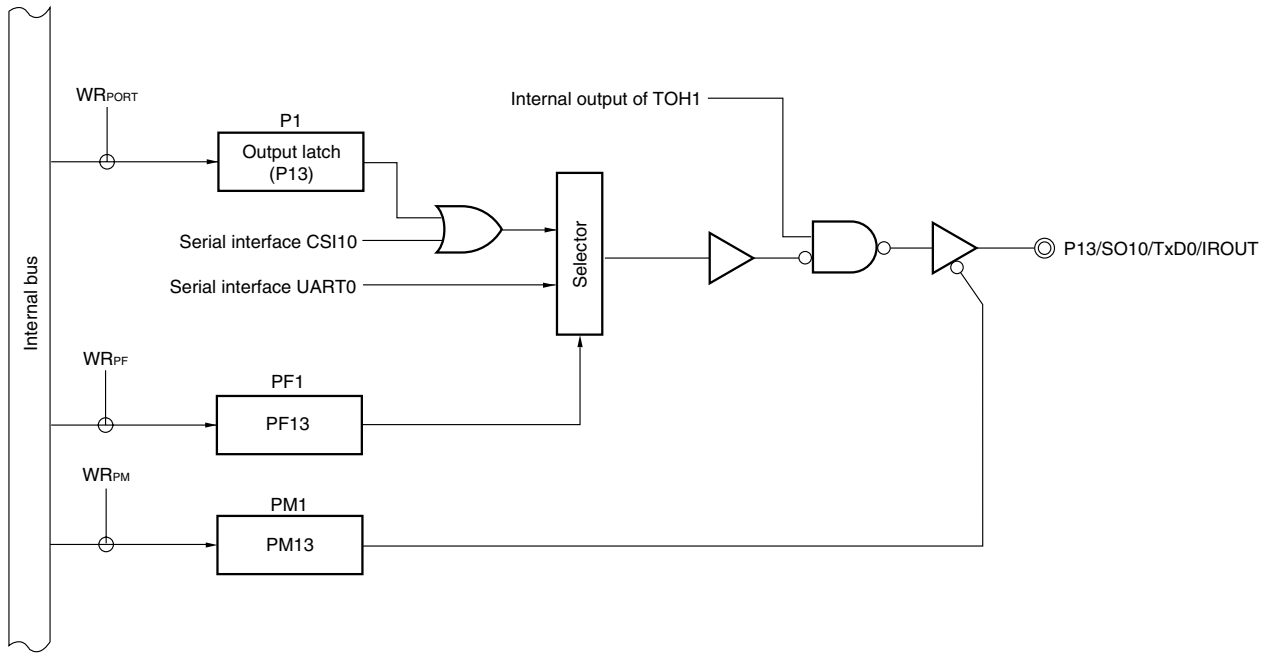 WRPORT
P1
Output latch
(P13)
Internal output of TOH1
Serial interface CSI10
Serial interface UART0
Selector
P13/SO10/TxD0/IROUT
Internal bus
WRPF
PF1
PF13
WRPM
PM1
PM13